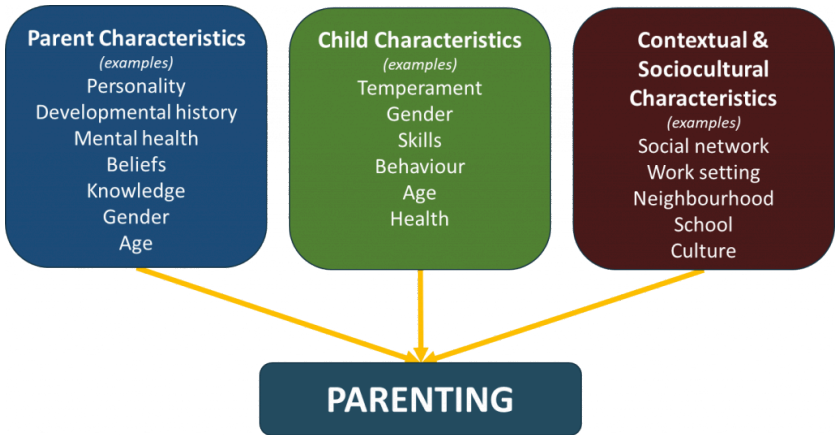 Parent Characteristics
(examples)
Personality
Developmental history
Mental health
Beliefs
Knowledge
Gender
Age
Child Characteristics
(examples)
Temperament
Gender
Skills
Behaviour
Age
Health
Contextual &
Sociocultural
Characteristics
(examples)
Social network
Work setting
Neighbourhood
School
Culture
PARENTING